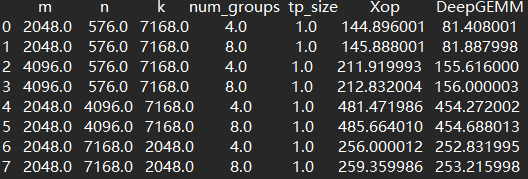 m n k num_groups tp_size Xop DeepGEMM
0 2048.0 576.0 7168.0 4.0 1.0 144.896001 81.408001
1 2048.0 576.0 7168.0 8.0 1.0 145.888001 81.887998
2 4096.0 576.0 7168.0 4.0 1.0 211.919993 155.616000
3 4096.0 576.0 7168.0 8.0 1.0 212.832004 156.000003
4 2048.0 4096.0 7168.0 4.0 1.0 481.471986 454.272002
5 2048.0 4096.0 7168.0 8.0 1.0 485.664010 454.688013
6 2048.0 7168.0 2048.0 4.0 1.0 256.000012 252.831995
7 2048.0 7168.0 2048.0 8.0 1.0 259.359986 253.215998